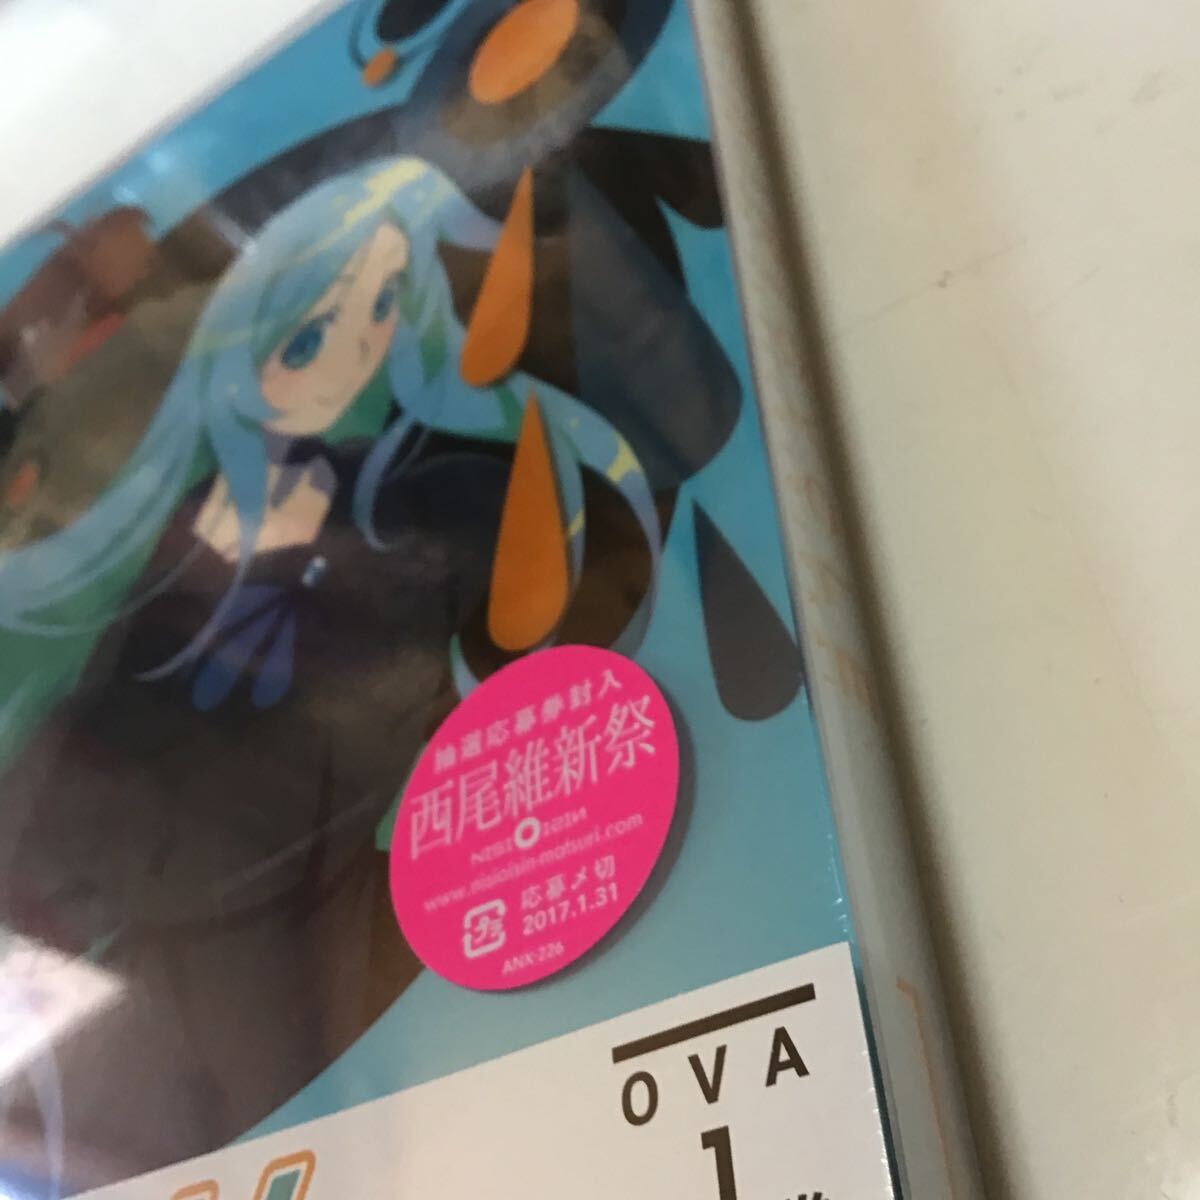 抽選応募券封入
西尾維新祭
NISIOISIN
www.nisioisin-matsuri.com
応募〆切
2017.1.31
ANX-226
OVA
1